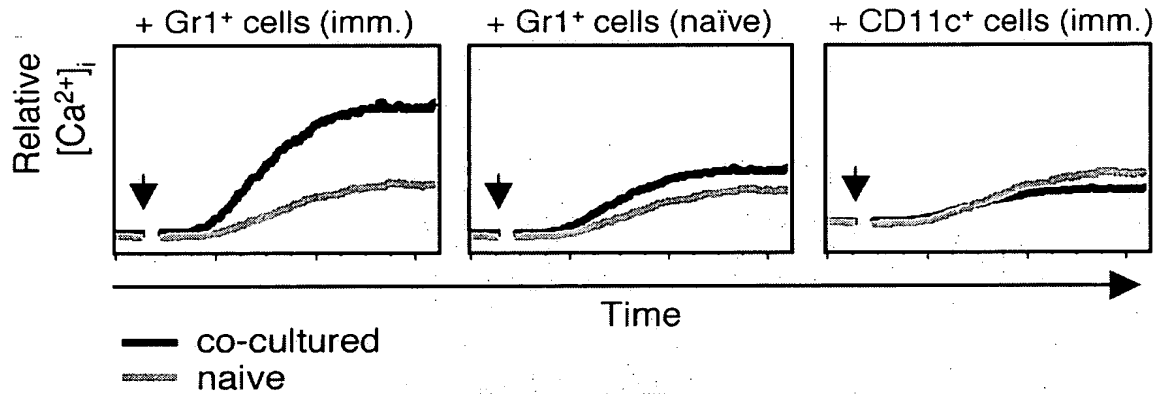 + Gr1⁺ cells (imm.)
+ Gr1⁺ cells (naïve)
+ CD11c⁺ cells (imm.)
Relative
[Ca²⁺]ᵢ
Time
co-cultured
naive